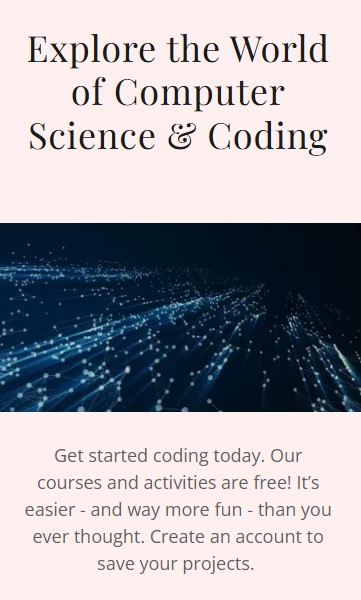 Explore the World
of Computer
Science & Coding
Get started coding today. Our
courses and activities are free! It’s
easier - and way more fun - than you
ever thought. Create an account to
save your projects.